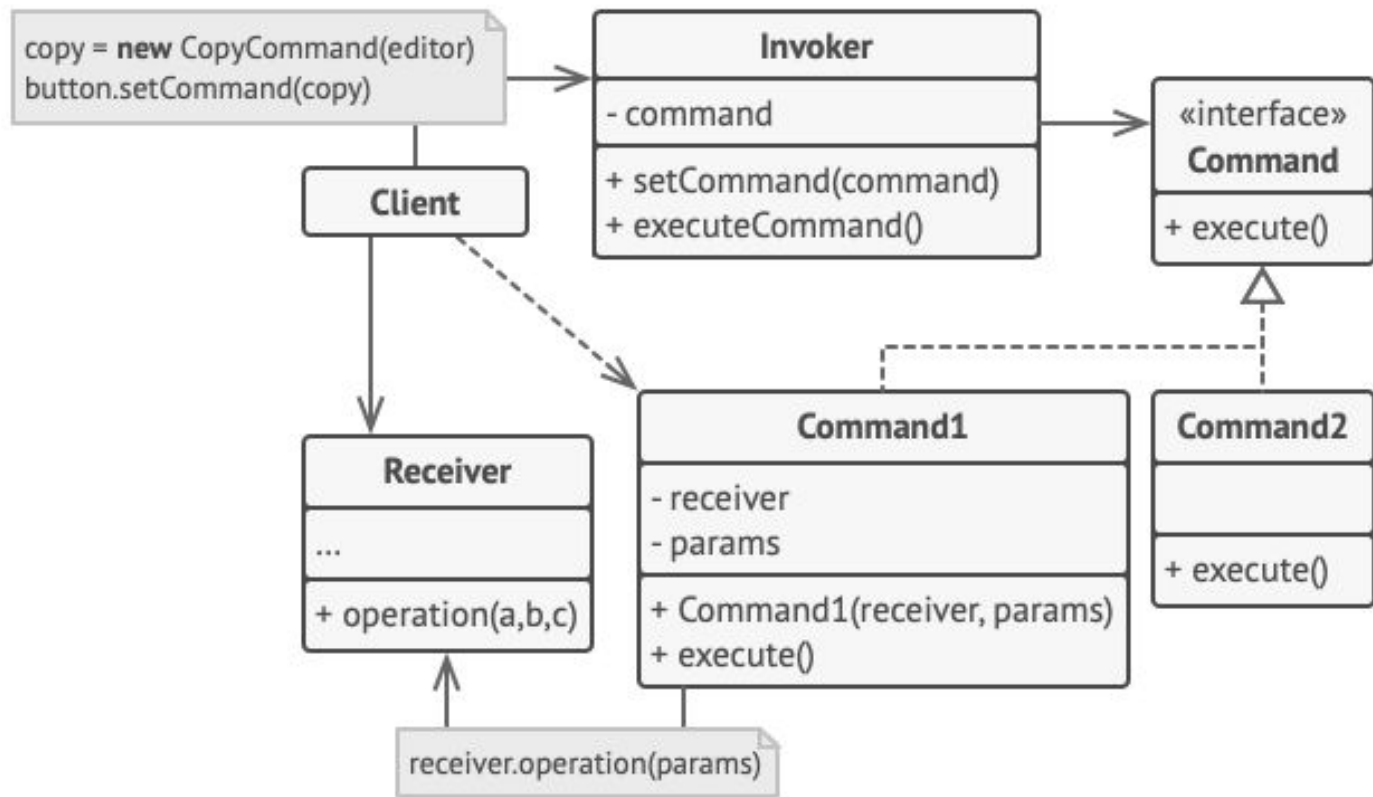 copy = new CopyCommand(editor)
button.setCommand(copy)
Invoker
- command
+ setCommand(command)
+ executeCommand()
«interface»
Command
+ execute()
Client
Receiver
...
+ operation(a,b,c)
Command1
- receiver
- params
+ Command1(receiver, params)
+ execute()
Command2
+ execute()
receiver.operation(params)